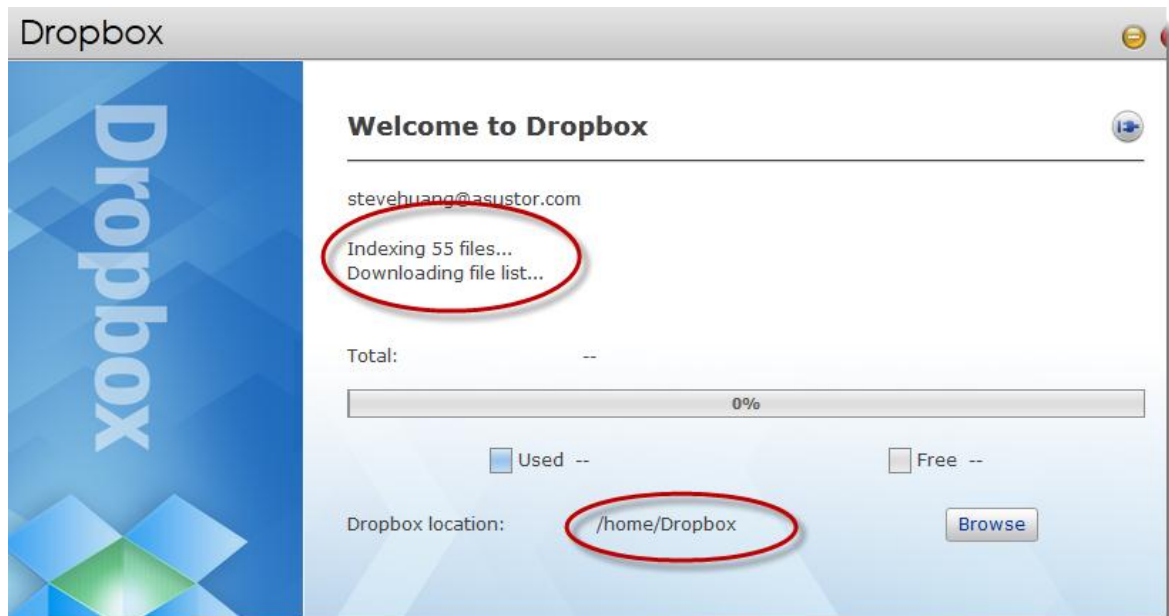 Dropbox
Dropbox
Welcome to Dropbox
stevehuang@asustor.com
Indexing 55 files...
Downloading file list...
Total: --
0%
Used -- Free --
Dropbox location: /home/Dropbox Browse